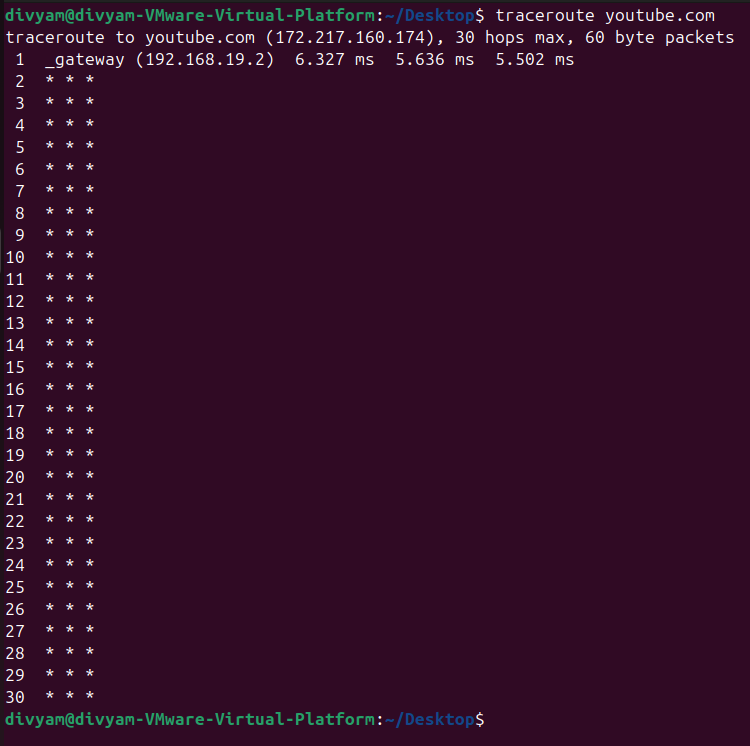 divyam@divyam-VMware-Virtual-Platform:~/Desktop$ traceroute youtube.com
traceroute to youtube.com (172.217.160.174), 30 hops max, 60 byte packets
 1  _gateway (192.168.19.2)  6.327 ms  5.636 ms  5.502 ms
 2  * * *
 3  * * *
 4  * * *
 5  * * *
 6  * * *
 7  * * *
 8  * * *
 9  * * *
10  * * *
11  * * *
12  * * *
13  * * *
14  * * *
15  * * *
16  * * *
17  * * *
18  * * *
19  * * *
20  * * *
21  * * *
22  * * *
23  * * *
24  * * *
25  * * *
26  * * *
27  * * *
28  * * *
29  * * *
30  * * *
divyam@divyam-VMware-Virtual-Platform:~/Desktop$